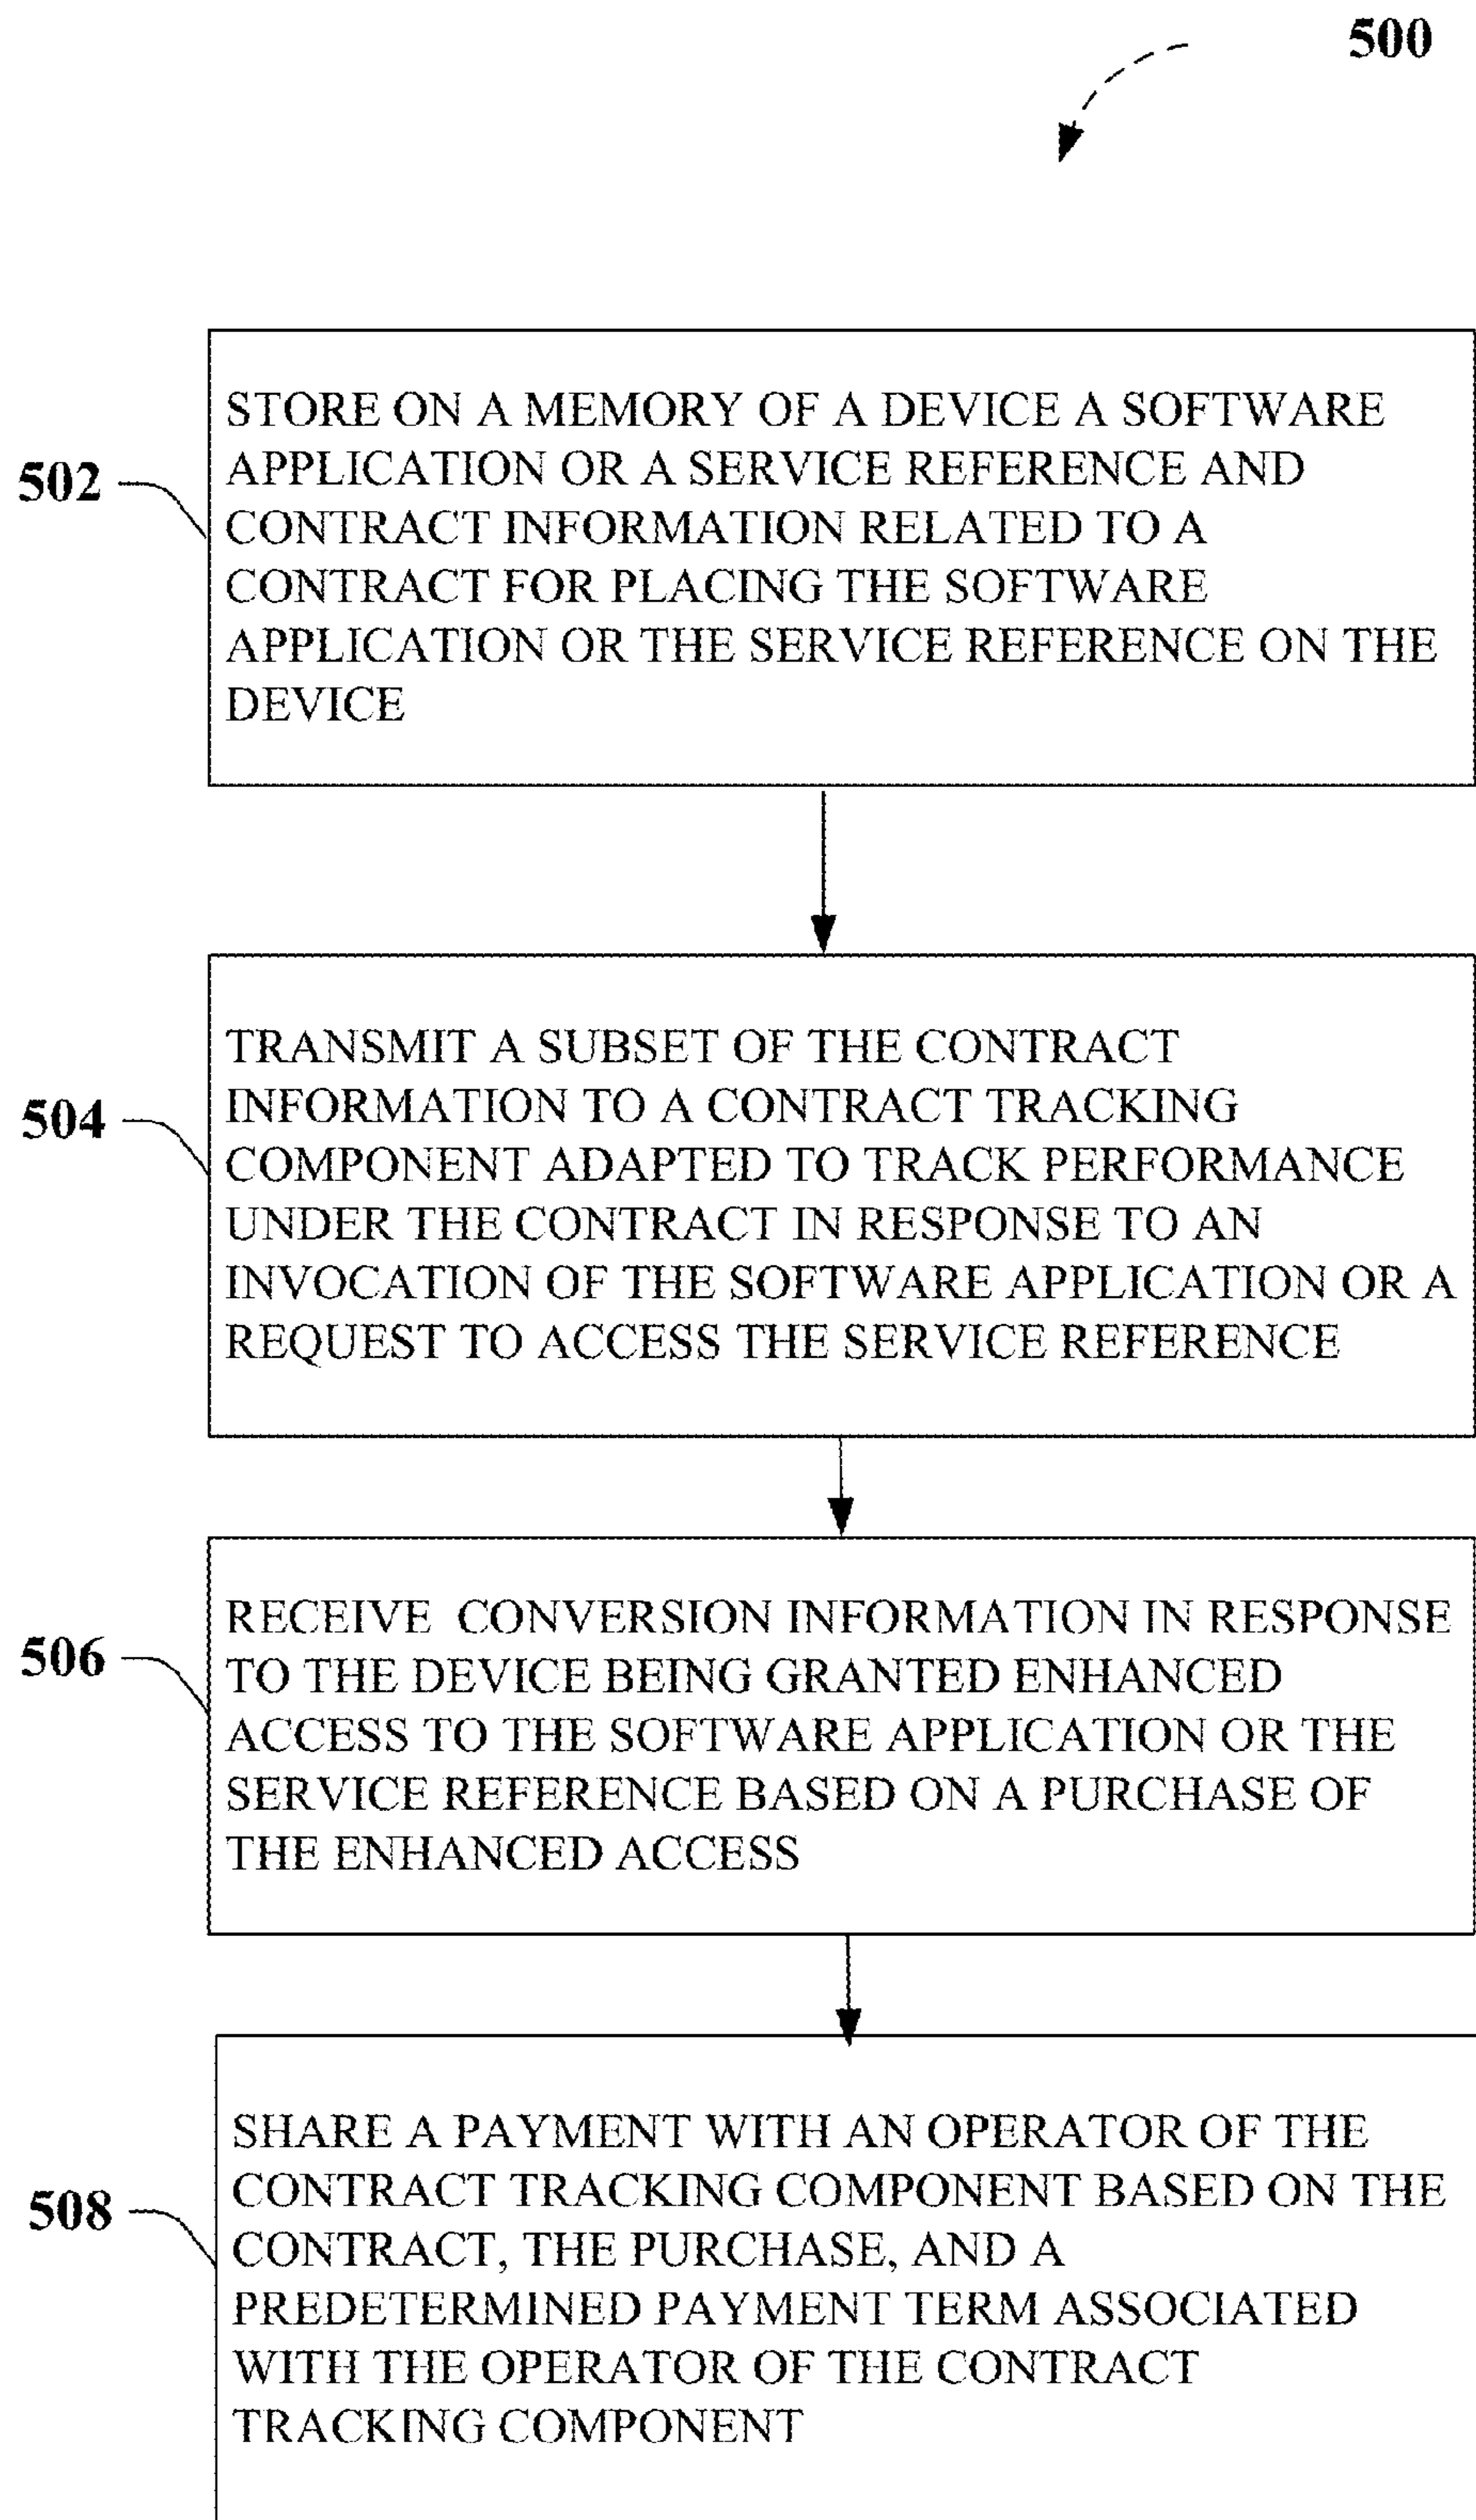 500
502
STORE ON A MEMORY OF A DEVICE A SOFTWARE
APPLICATION OR A SERVICE REFERENCE AND
CONTRACT INFORMATION RELATED TO A
CONTRACT FOR PLACING THE SOFTWARE
APPLICATION OR THE SERVICE REFERENCE ON THE
DEVICE
504
TRANSMIT A SUBSET OF THE CONTRACT
INFORMATION TO A CONTRACT TRACKING
COMPONENT ADAPTED TO TRACK PERFORMANCE
UNDER THE CONTRACT IN RESPONSE TO AN
INVOCATION OF THE SOFTWARE APPLICATION OR A
REQUEST TO ACCESS THE SERVICE REFERENCE
506
RECEIVE CONVERSION INFORMATION IN RESPONSE
TO THE DEVICE BEING GRANTED ENHANCED
ACCESS TO THE SOFTWARE APPLICATION OR THE
SERVICE REFERENCE BASED ON A PURCHASE OF
THE ENHANCED ACCESS
508
SHARE A PAYMENT WITH AN OPERATOR OF THE
CONTRACT TRACKING COMPONENT BASED ON THE
CONTRACT, THE PURCHASE, AND A
PREDETERMINED PAYMENT TERM ASSOCIATED
WITH THE OPERATOR OF THE CONTRACT
TRACKING COMPONENT